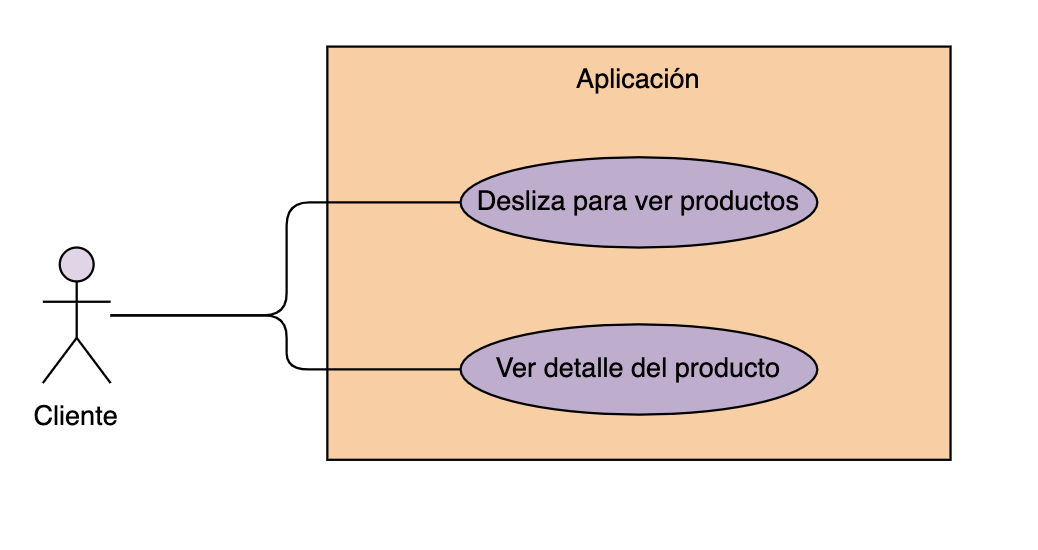 Aplicación
Desliza para ver productos
Ver detalle del producto
Cliente